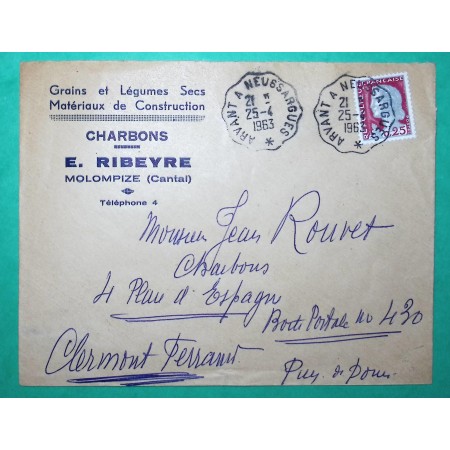 Grains et Légumes Secs
Matériaux de Construction
CHARBONS
E. RIBEYRE
MOLOMPIZE (Cantal)
Téléphone 4
ARVANT A NEUSSARGUES
21
25-4
1963
*
ARVANT A NEUSSARGUES
21
25-4
1963
*
FRANÇAISE
0,25
Monsieur Jean Rouvet
Charbons
4 Place d'Espagne
Boite Postale no 430
Clermont Ferrand
Puy de Dome